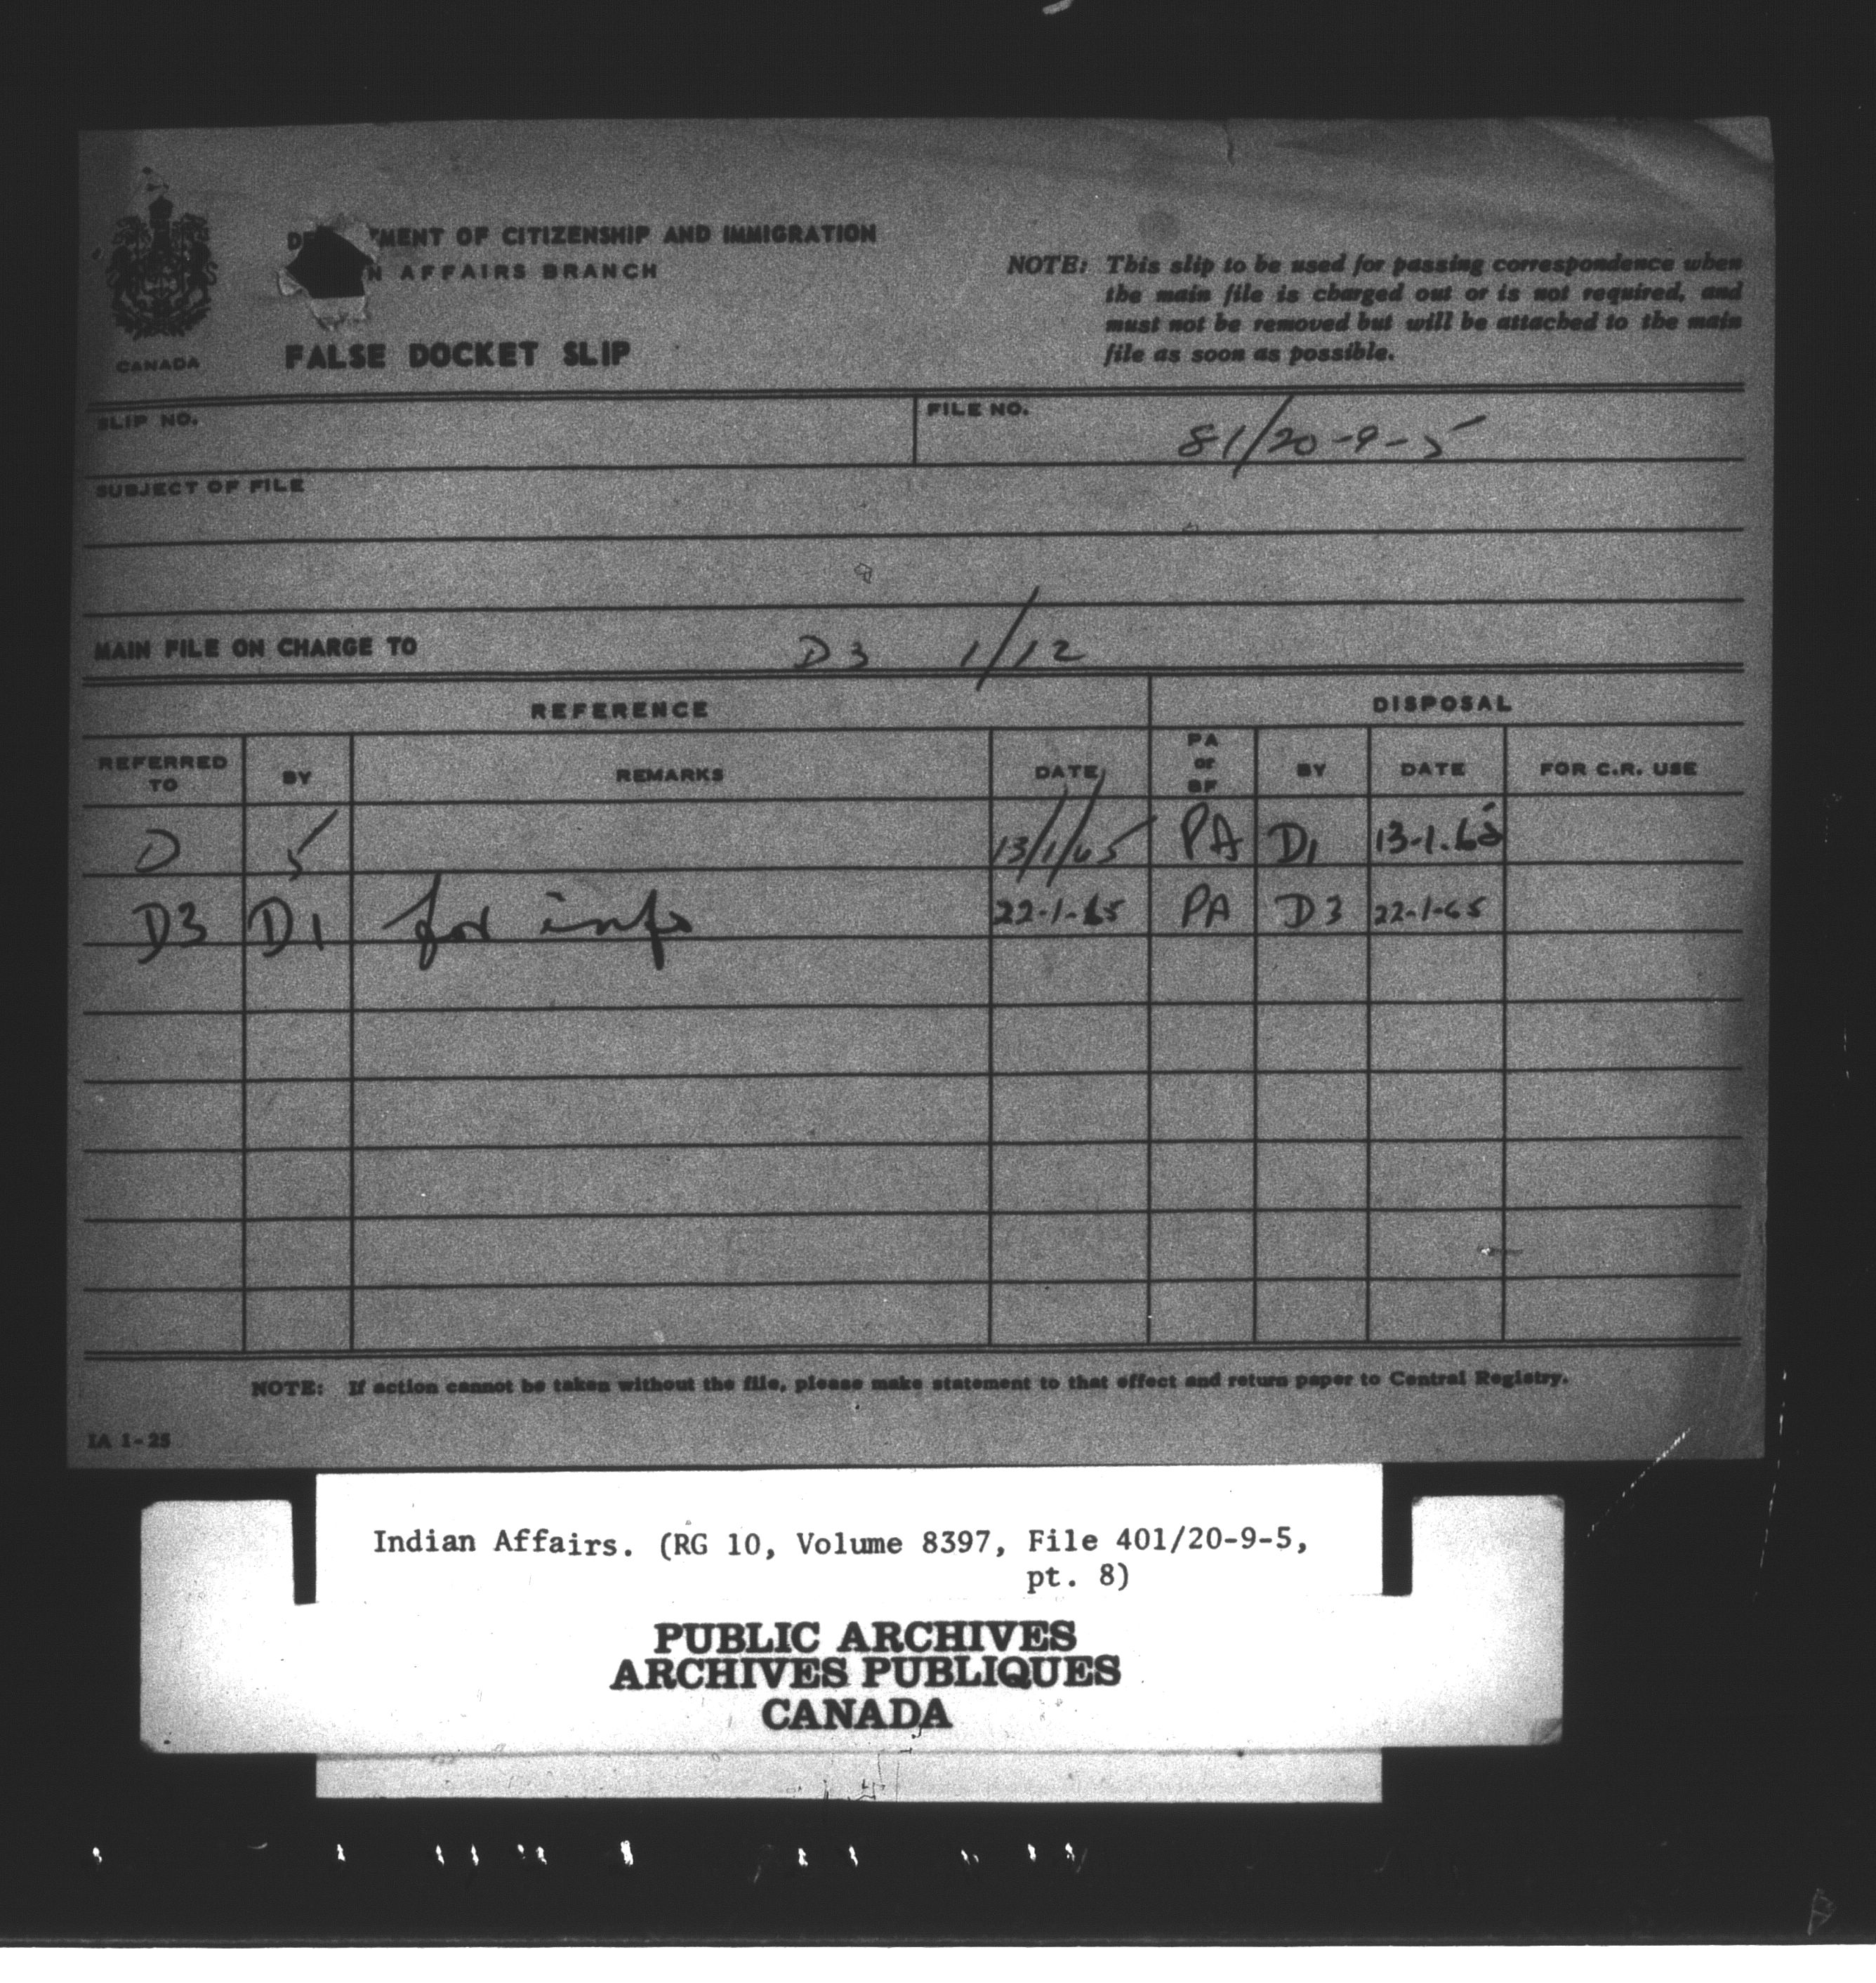 DE TMENT OF CITIZENSHIP AND IMMIGRATION
N AFFAIRS BRANCH
FALSE DOCKET SLIP
CANADA
NOTE: This slip to be used for passing correspondence when
the main file is charged out or is not required, and
must not be removed but will be attached to the main
file as soon as possible.
SLIP NO.
FILE NO. 81/20-9-5
SUBJECT OF FILE
MAIN FILE ON CHARGE TO D3 1/12
REFERENCE DISPOSAL
REFERRED TO BY REMARKS DATE PA or BF BY DATE FOR C.R. USE
D 5 13/1/65 PA D1 13-1-65
D3 D1 for info 22-1-65 PA D3 22-1-65
NOTE: If action cannot be taken without the file, please make statement to that effect and return paper to Central Registry.
IA 1-25
Indian Affairs. (RG 10, Volume 8397, File 401/20-9-5,
pt. 8)
PUBLIC ARCHIVES
ARCHIVES PUBLIQUES
CANADA